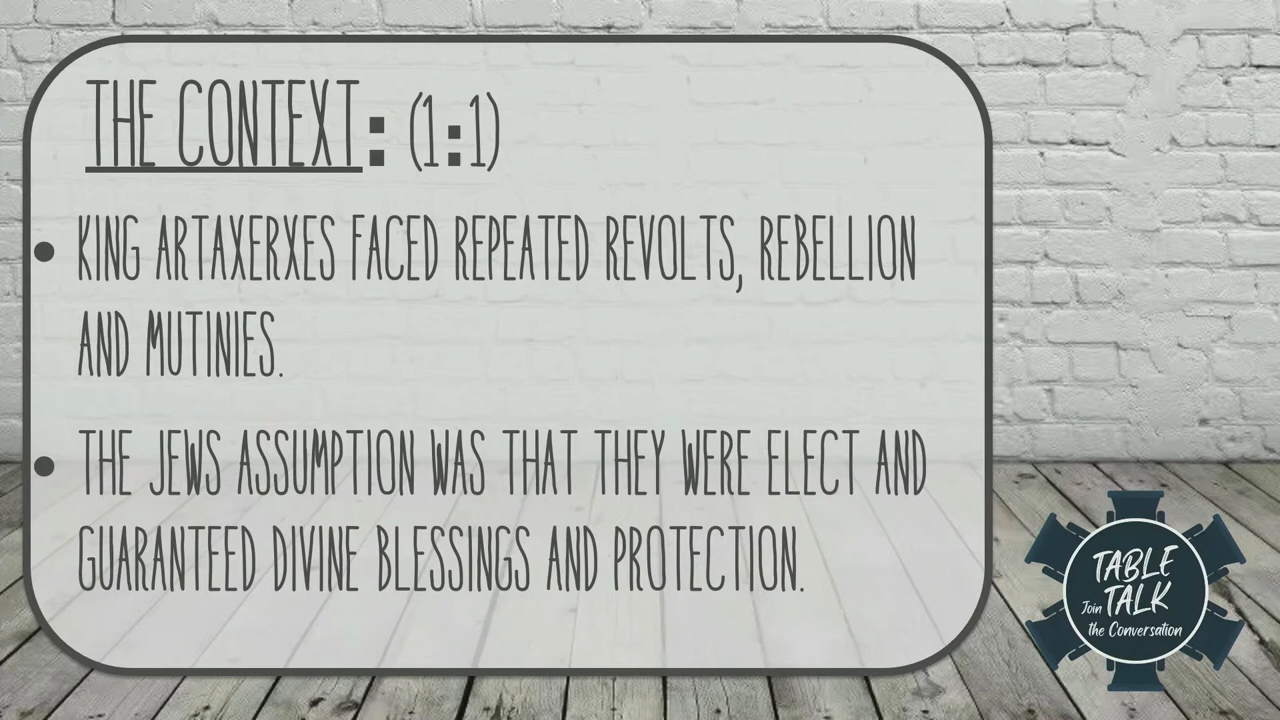 THE CONTEXT: (1:1)
• KING ARTAXERXES FACED REPEATED REVOLTS, REBELLION
AND MUTINIES.
• THE JEWS ASSUMPTION WAS THAT THEY WERE ELECT AND
GUARANTEED DIVINE BLESSINGS AND PROTECTION.
TABLE
Join TALK
the Conversation